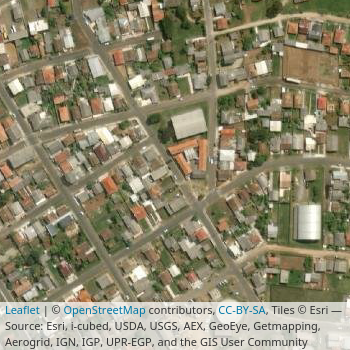 Leaflet | © OpenStreetMap contributors, CC-BY-SA, Tiles © Esri —
Source: Esri, i-cubed, USDA, USGS, AEX, GeoEye, Getmapping,
Aerogrid, IGN, IGP, UPR-EGP, and the GIS User Community